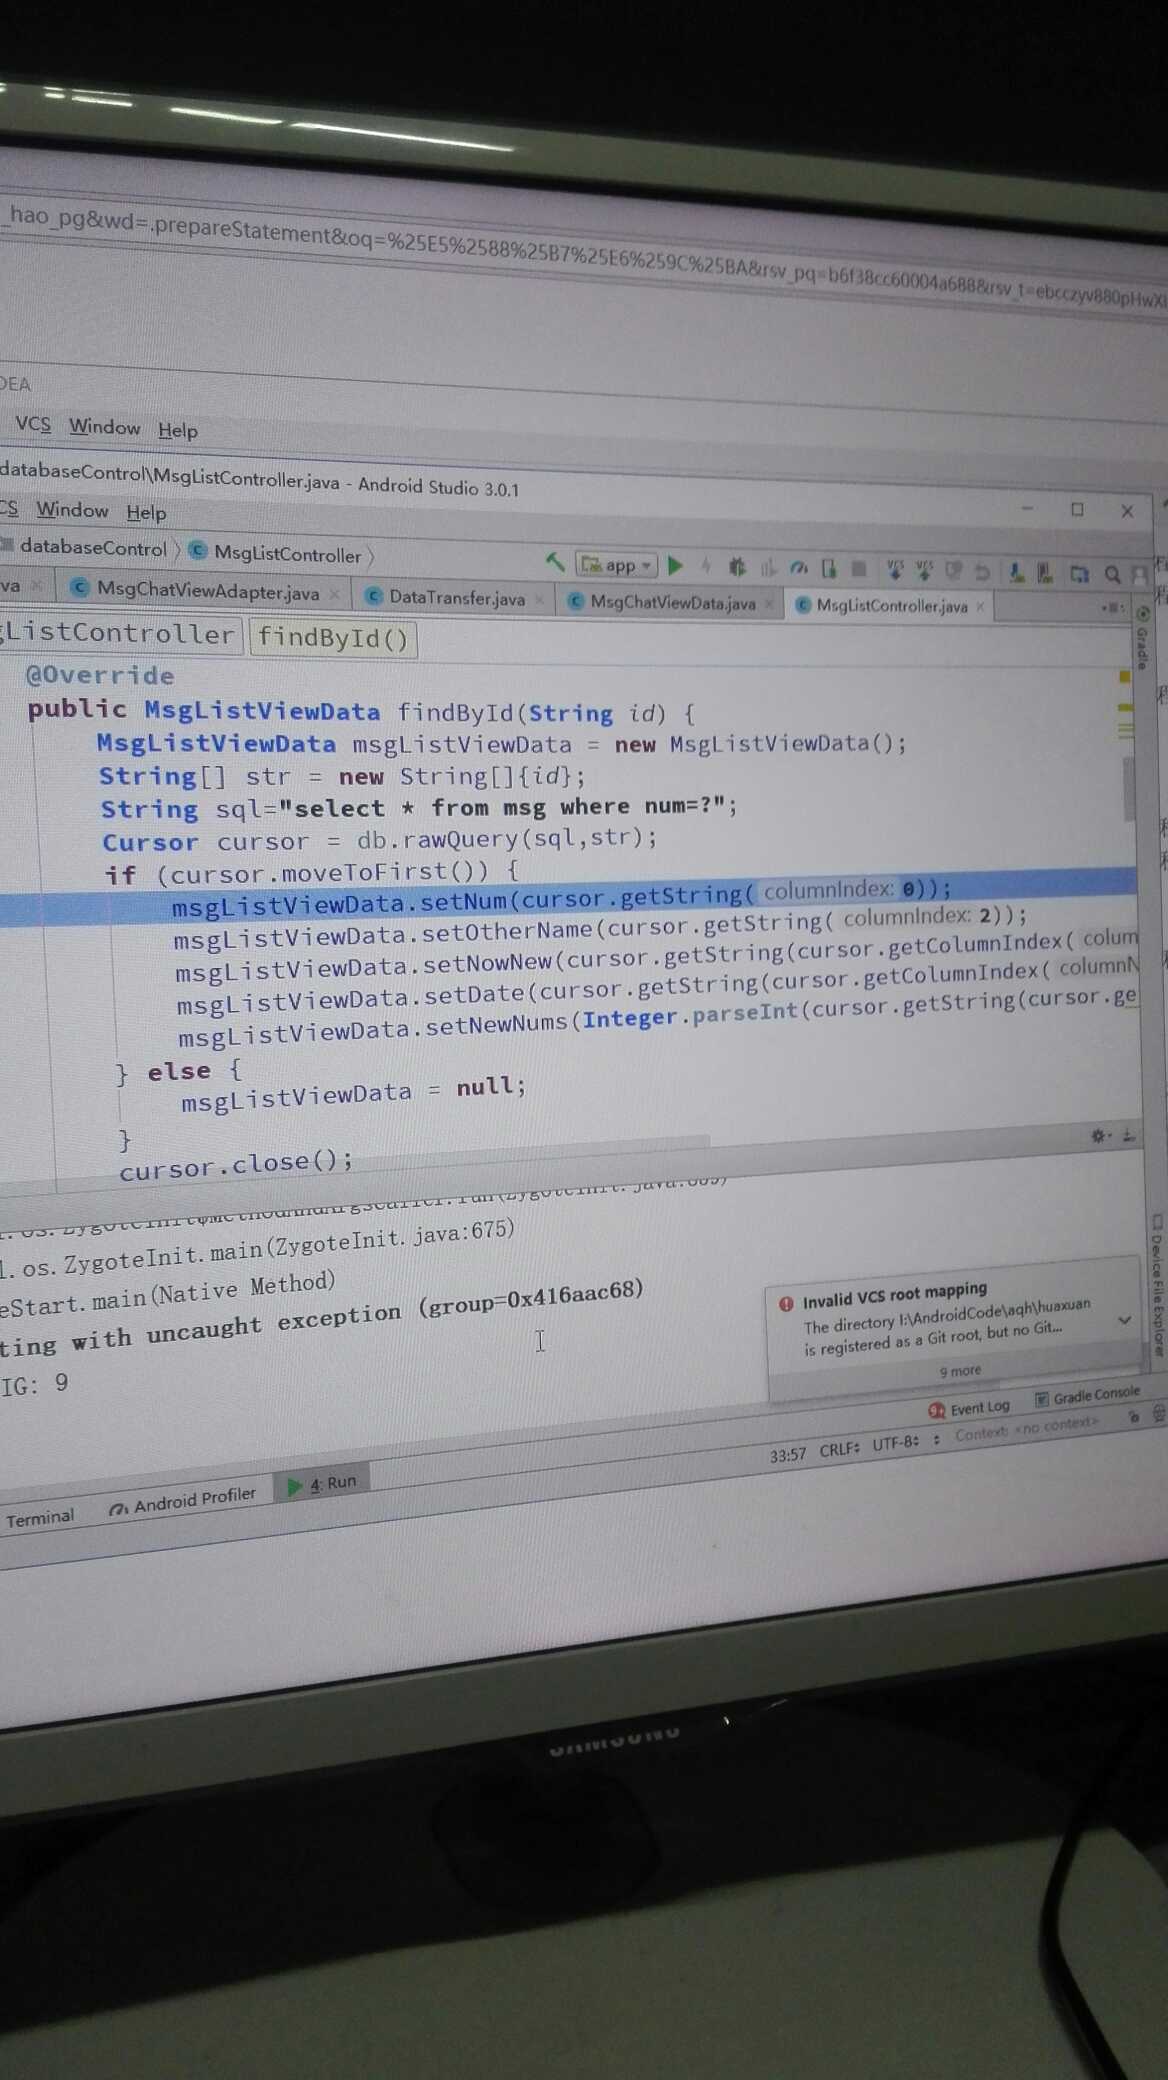 _hao_pg&wd=.prepareStatement&oq=%25E5%2588%25B7%25E6%259C%25BA&rsv_pq=b6f38cc60004a688&rsv_t=ebcczyv880pHwXl
DEA
VCS Window Help
databaseControl\MsgListController.java - Android Studio 3.0.1
CS Window Help
databaseControl MsgListController app
va MsgChatViewAdapter.java DataTransfer.java MsgChatViewData.java MsgListController.java
gListController findById()
Gradle
@Override
public MsgListViewData findById(String id) {
MsgListViewData msgListViewData = new MsgListViewData();
String[] str = new String[]{id};
String sql="select * from msg where num=?";
Cursor cursor = db.rawQuery(sql,str);
if (cursor.moveToFirst()) {
msgListViewData.setNum(cursor.getString( columnIndex: 0));
msgListViewData.setOtherName(cursor.getString( columnIndex: 2));
msgListViewData.setNowNew(cursor.getString(cursor.getColumnIndex( colum
msgListViewData.setDate(cursor.getString(cursor.getColumnIndex( columnN
msgListViewData.setNewNums(Integer.parseInt(cursor.getString(cursor.ge
} else {
msgListViewData = null;
}
cursor.close();
l.os.ZygoteInit.main(ZygoteInit.java:675)
eStart.main(Native Method)
ting with uncaught exception (group=0x416aac68)
IG: 9
Invalid VCS root mapping
The directory I:\AndroidCode\aqh\huaxuan
is registered as a Git root, but no Git...
9 more
Device File Explorer
Event Log Gradle Console
33:57 CRLF UTF-8 Context: <no context>
Terminal Android Profiler 4: Run
SAMSUNG